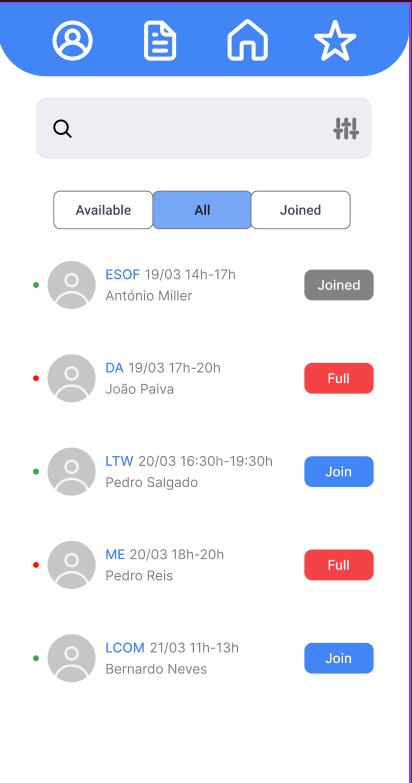 Available
All
Joined
ESOF 19/03 14h-17h
António Miller
Joined
DA 19/03 17h-20h
João Paiva
Full
LTW 20/03 16:30h-19:30h
Pedro Salgado
Join
ME 20/03 18h-20h
Pedro Reis
Full
LCOM 21/03 11h-13h
Bernardo Neves
Join